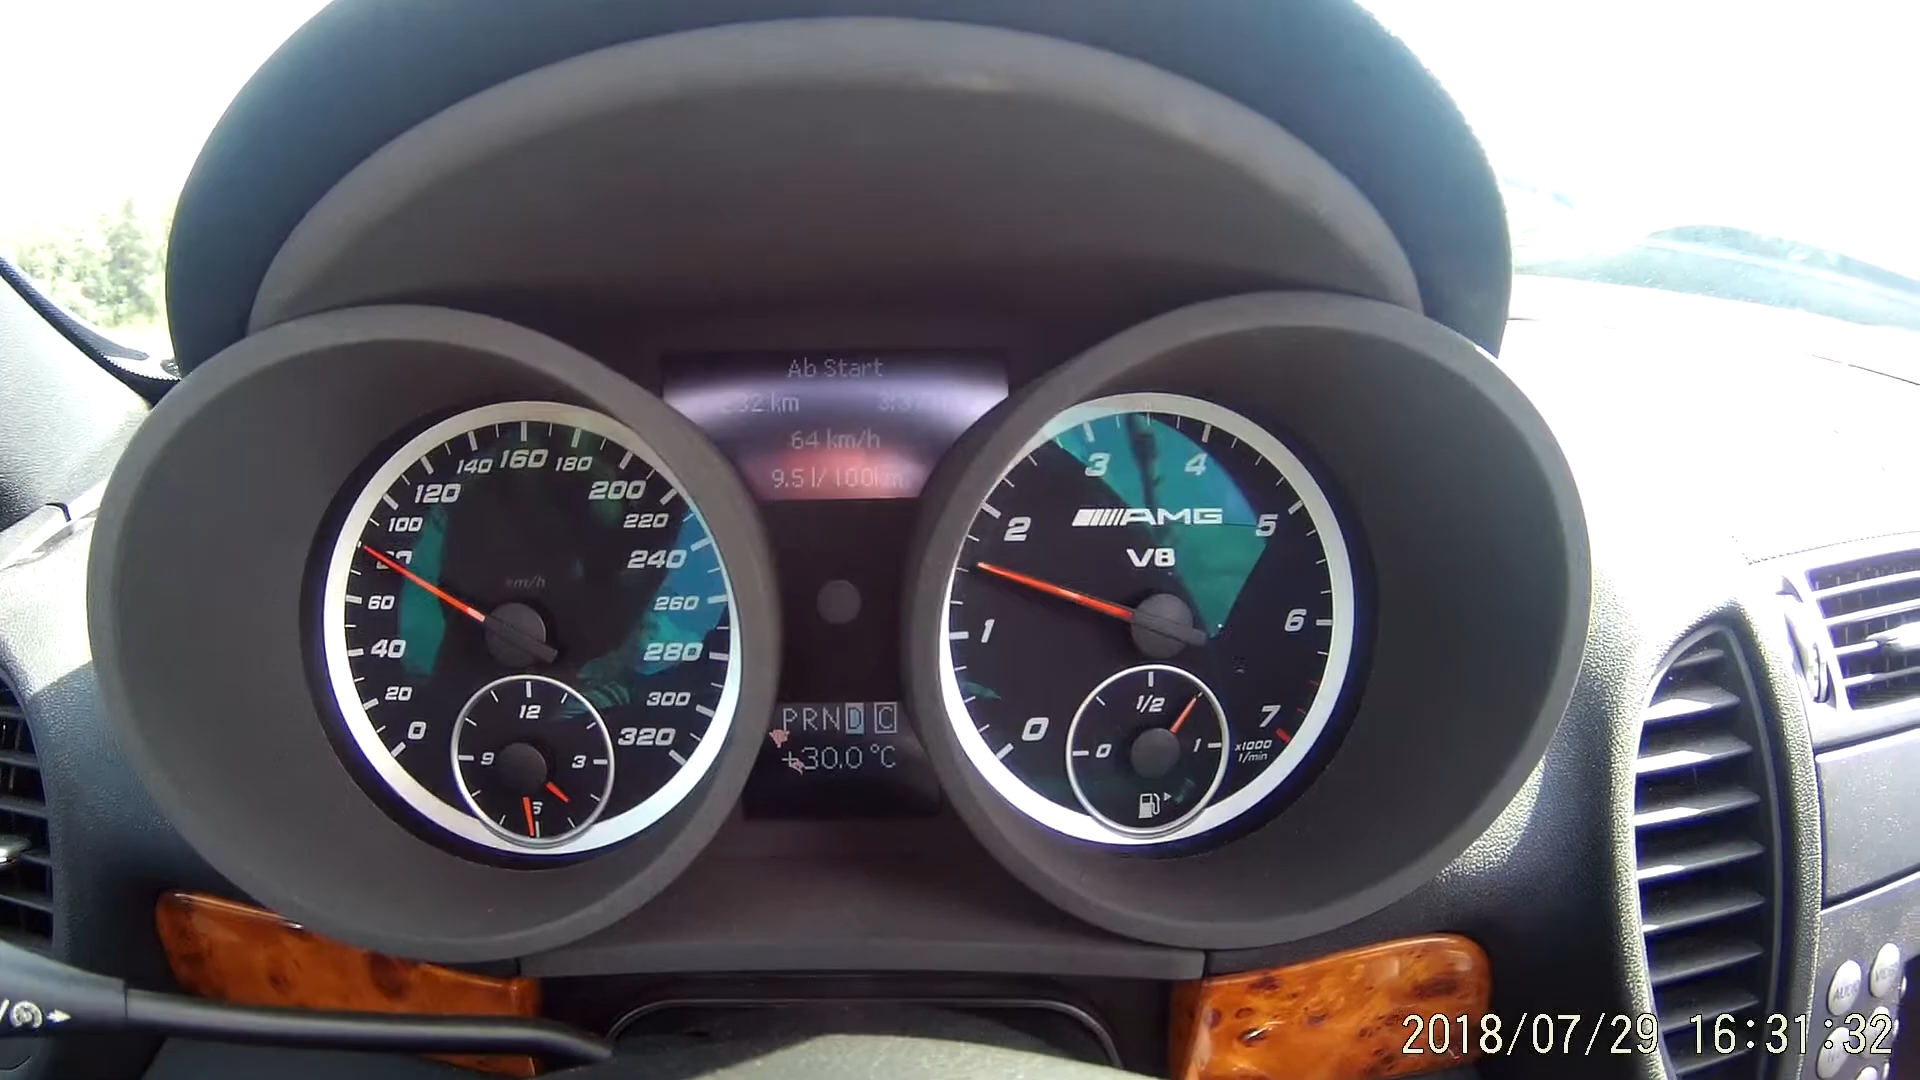 Ab Start
km
64 km/h
9.5 l/100km
0
20
40
60
100
120
140
160
180
200
220
240
260
280
300
320
km/h
12
3
9
PRND C
+30.0 °C
0
1
2
3
4
5
6
7
AMG
V8
x1000
1/min
0
1/2
1
AUDIO
2018/07/29 16:31:32